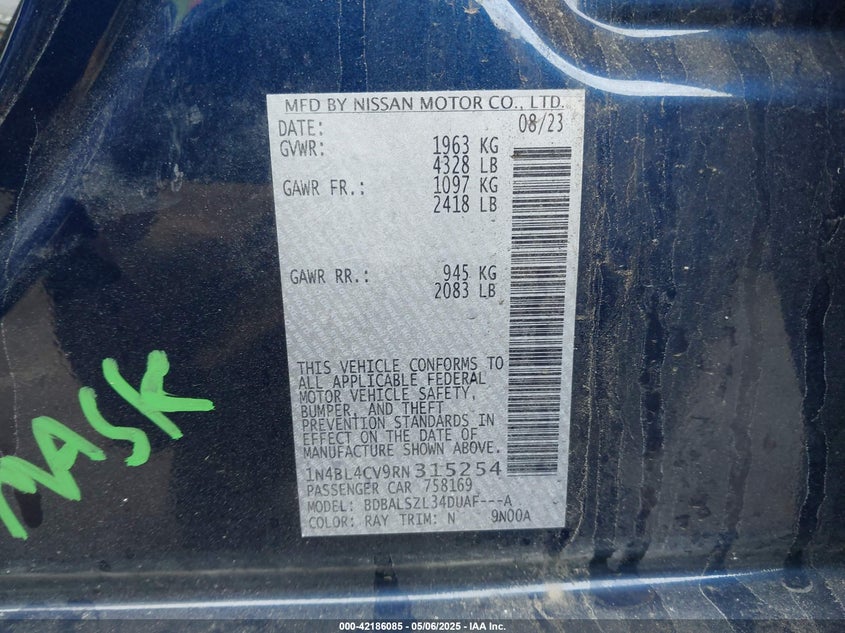 MFD BY NISSAN MOTOR CO., LTD.
DATE: 08/23
GVWR: 1963 KG
4328 LB
GAWR FR.: 1097 KG
2418 LB
GAWR RR.: 945 KG
2083 LB
THIS VEHICLE CONFORMS TO
ALL APPLICABLE FEDERAL
MOTOR VEHICLE SAFETY,
BUMPER, AND THEFT
PREVENTION STANDARDS IN
EFFECT ON THE DATE OF
MANUFACTURE SHOWN ABOVE.
1N4BL4CV9RN315254
PASSENGER CAR 758169
MODEL: BDBALSZL34DUAF---A
COLOR: RAY TRIM: N 9N00A
MASK
000-42186085 - 05/06/2025 - IAA Inc.